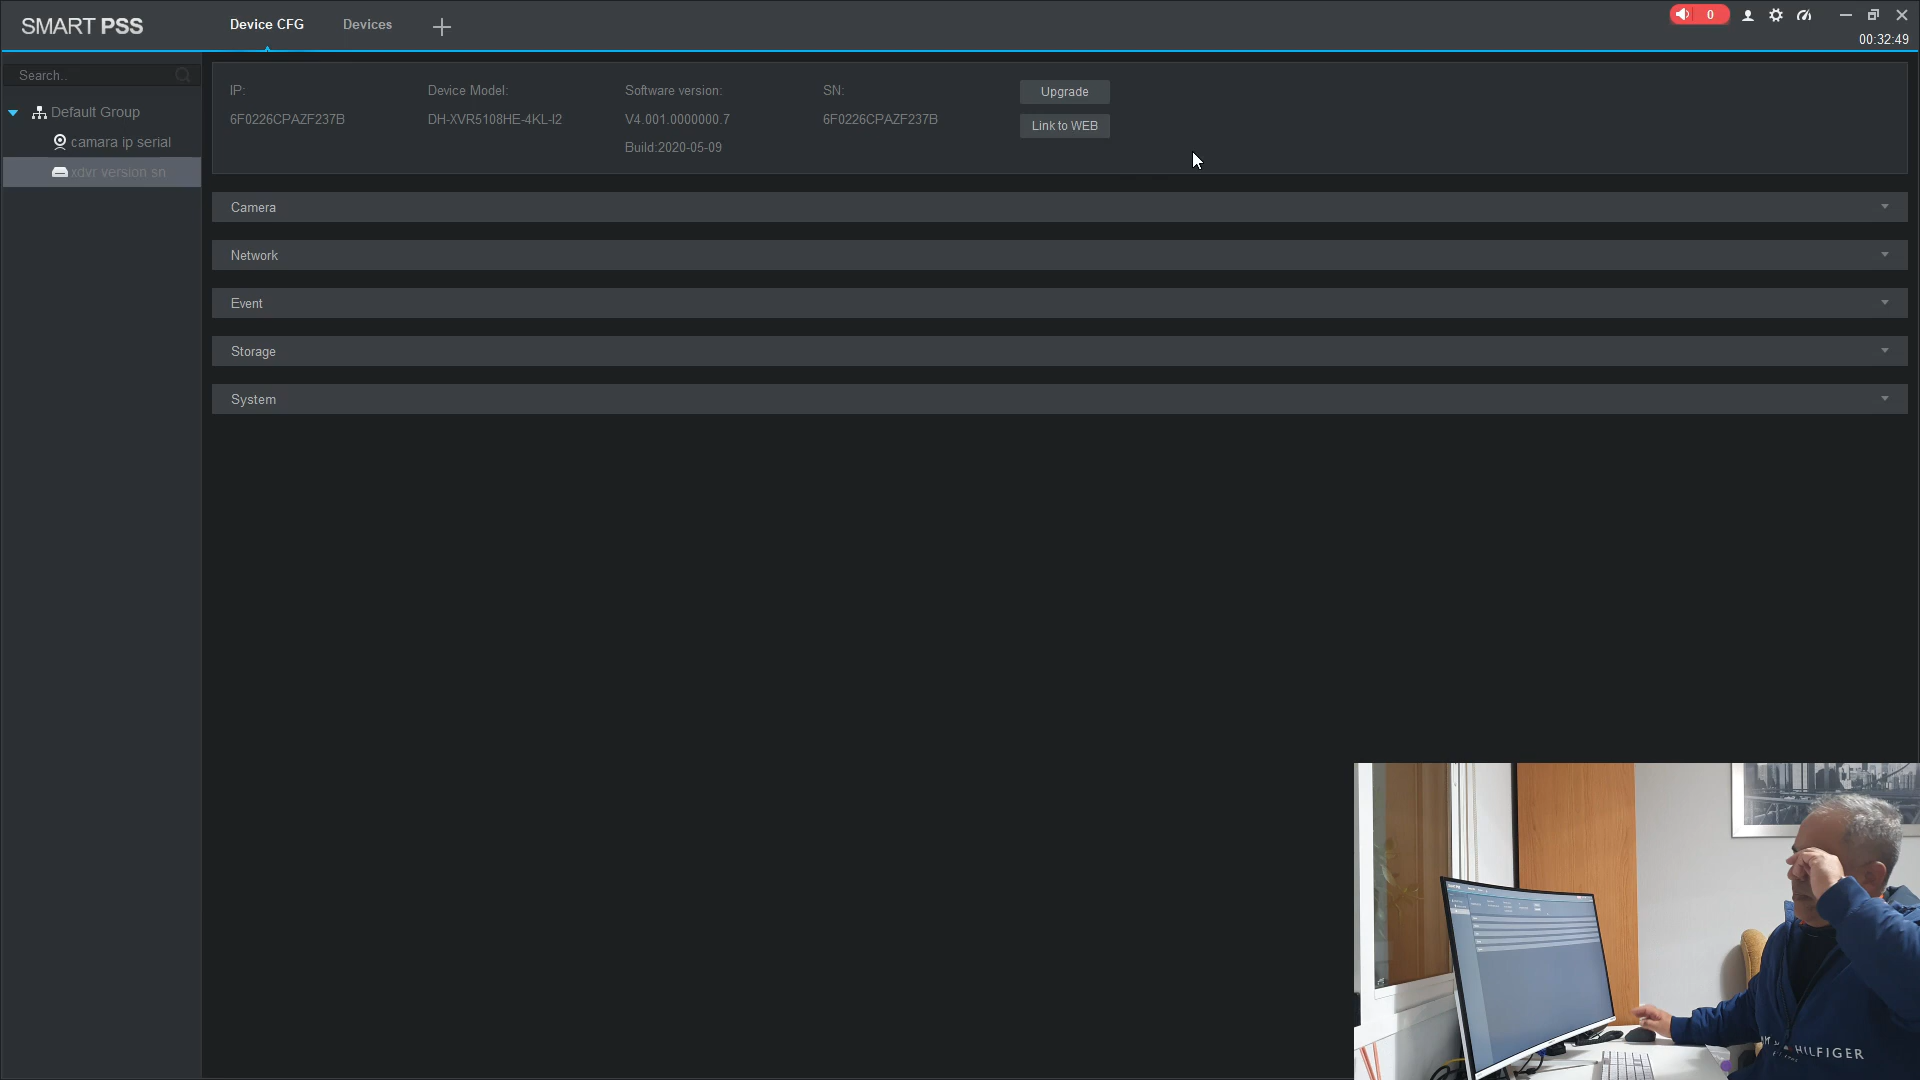 SMART PSS
Device CFG
Devices
0
00:32:49
Search..
Default Group
camara ip serial
xdvr version sn
IP:
6F0226CPAZF237B
Device Model:
DH-XVR5108HE-4KL-I2
Software version:
V4.001.0000000.7
Build:2020-05-09
SN:
6F0226CPAZF237B
Upgrade
Link to WEB
Camera
Network
Event
Storage
System
HILFIGER